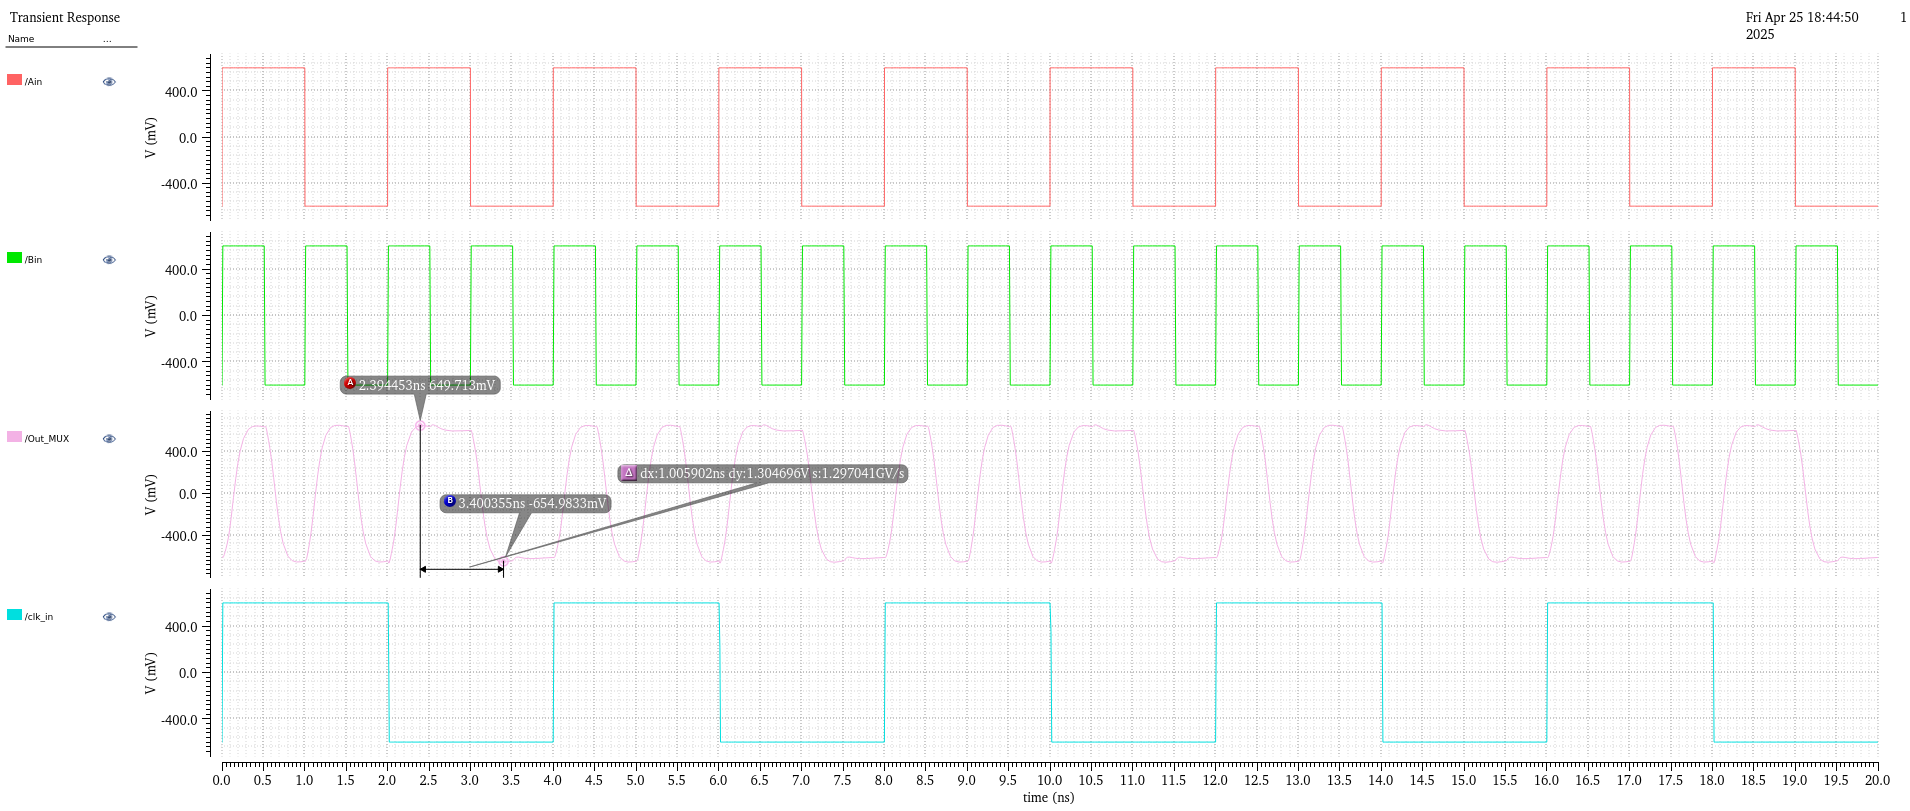 Transient Response
Fri Apr 25 18:44:50 1
2025
Name ...
/Ain
V (mV)
400.0
0.0
-400.0
/Bin
V (mV)
400.0
0.0
-400.0
A 2.394453ns 649.713mV
/Out_MUX
V (mV)
400.0
0.0
-400.0
Δ dx:1.005902ns dy:1.304696V s:1.297041GV/s
B 3.400355ns -654.9833mV
/clk_in
V (mV)
400.0
0.0
-400.0
0.0 0.5 1.0 1.5 2.0 2.5 3.0 3.5 4.0 4.5 5.0 5.5 6.0 6.5 7.0 7.5 8.0 8.5 9.0 9.5 10.0 10.5 11.0 11.5 12.0 12.5 13.0 13.5 14.0 14.5 15.0 15.5 16.0 16.5 17.0 17.5 18.0 18.5 19.0 19.5 20.0
time (ns)